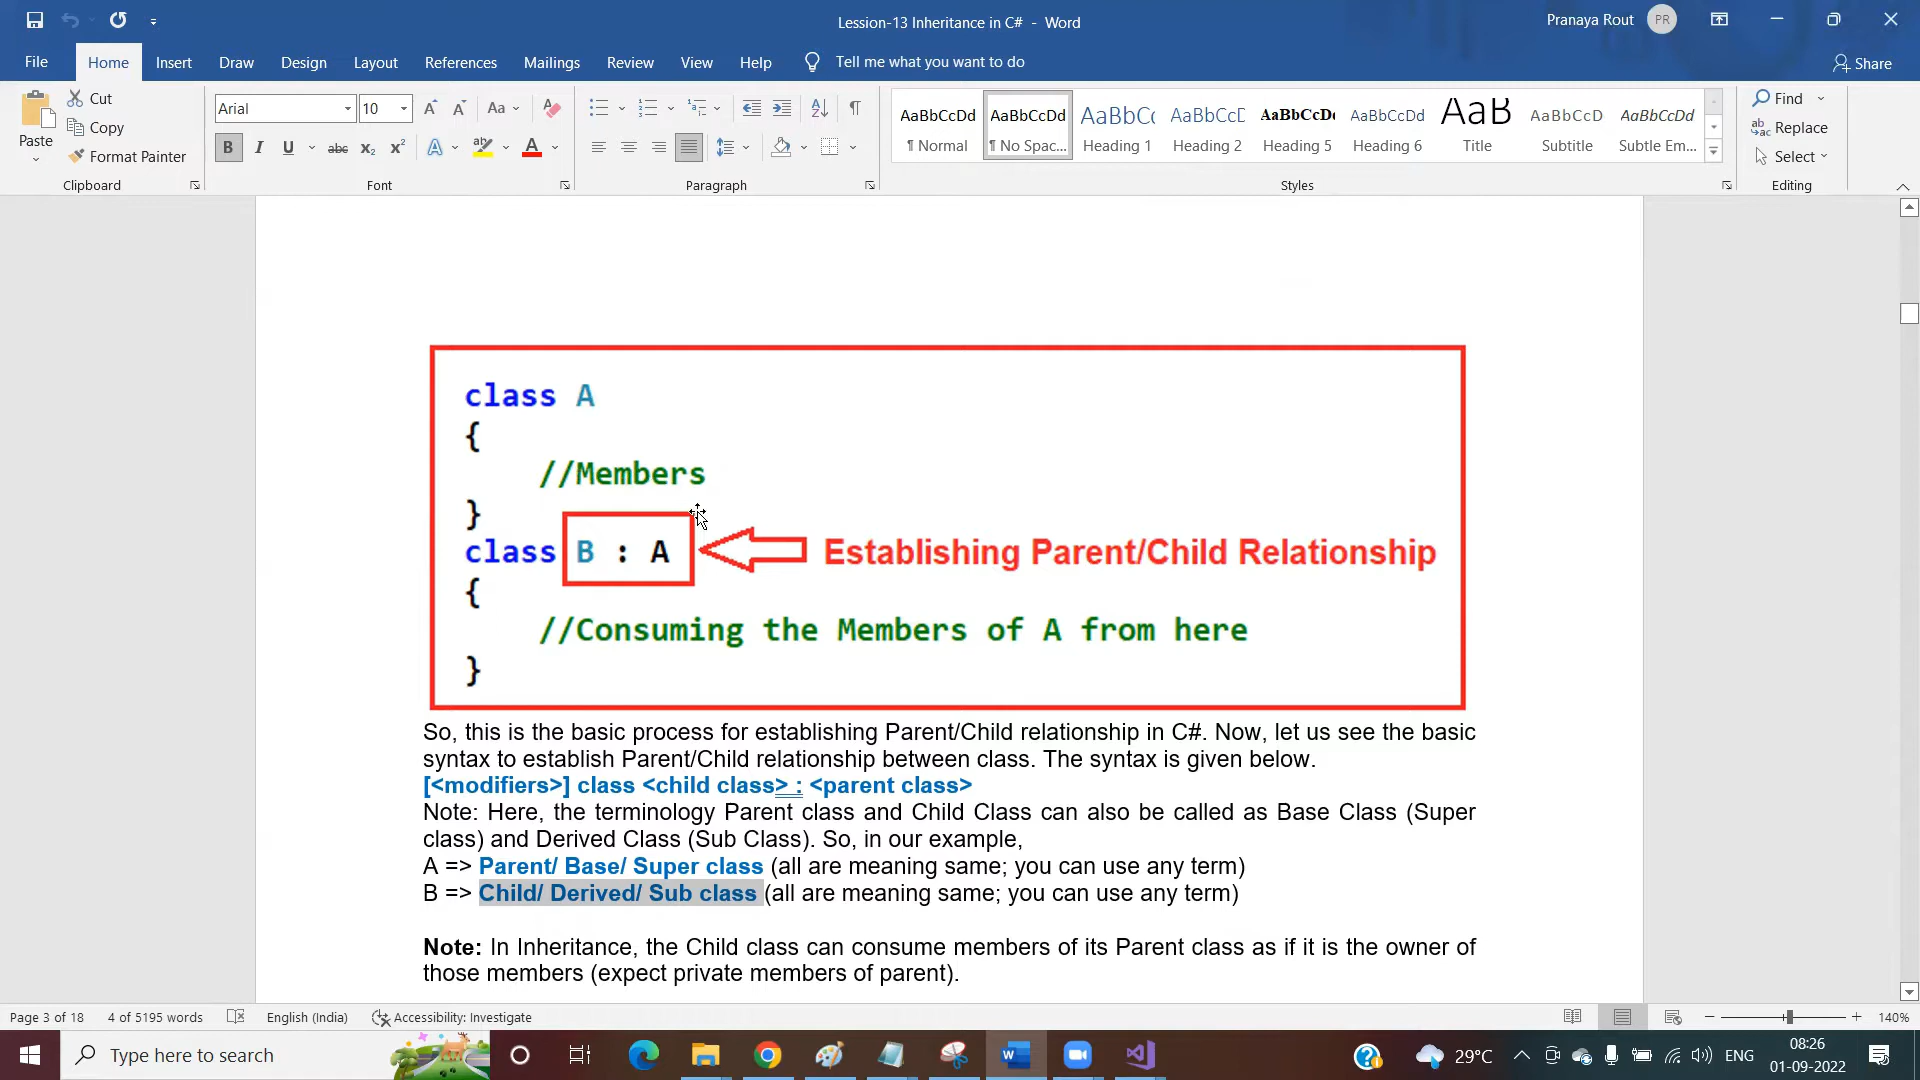 Lession-13 Inheritance in C# - Word
Pranaya Rout PR
File Home Insert Draw Design Layout References Mailings Review View Help Tell me what you want to do Share
Paste
Cut
Copy
Format Painter
Clipboard
Arial 10
Font
Paragraph
AaBbCcDd AaBbCcDd AaBbCc AaBbCcD AaBbCcDc AaBbCcDd AaB AaBbCcD AaBbCcDd
¶ Normal ¶ No Spac... Heading 1 Heading 2 Heading 5 Heading 6 Title Subtitle Subtle Em...
Styles
Find
Replace
Select
Editing
class A
{
//Members
}
class B : A Establishing Parent/Child Relationship
{
//Consuming the Members of A from here
}
So, this is the basic process for establishing Parent/Child relationship in C#. Now, let us see the basic
syntax to establish Parent/Child relationship between class. The syntax is given below.
[<modifiers>] class <child class> : <parent class>
Note: Here, the terminology Parent class and Child Class can also be called as Base Class (Super
class) and Derived Class (Sub Class). So, in our example,
A => Parent/ Base/ Super class (all are meaning same; you can use any term)
B => Child/ Derived/ Sub class (all are meaning same; you can use any term)
Note: In Inheritance, the Child class can consume members of its Parent class as if it is the owner of
those members (expect private members of parent).
Page 3 of 18 4 of 5195 words English (India) Accessibility: Investigate 140%
Type here to search
29°C ENG
08:26
01-09-2022